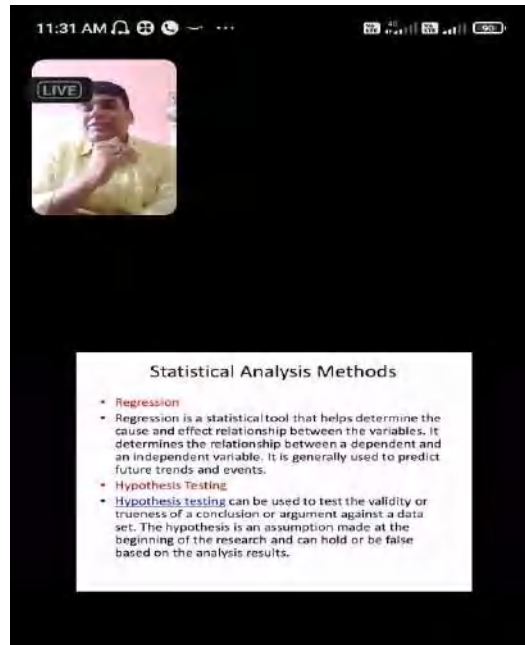 11:31 AM
LIVE
90
Statistical Analysis Methods
• Regression
• Regression is a statistical tool that helps determine the
cause and effect relationship between the variables. It
determines the relationship between a dependent and
an independent variable. It is generally used to predict
future trends and events.
• Hypothesis Testing
• Hypothesis testing can be used to test the validity or
trueness of a conclusion or argument against a data
set. The hypothesis is an assumption made at the
beginning of the research and can hold or be false
based on the analysis results.